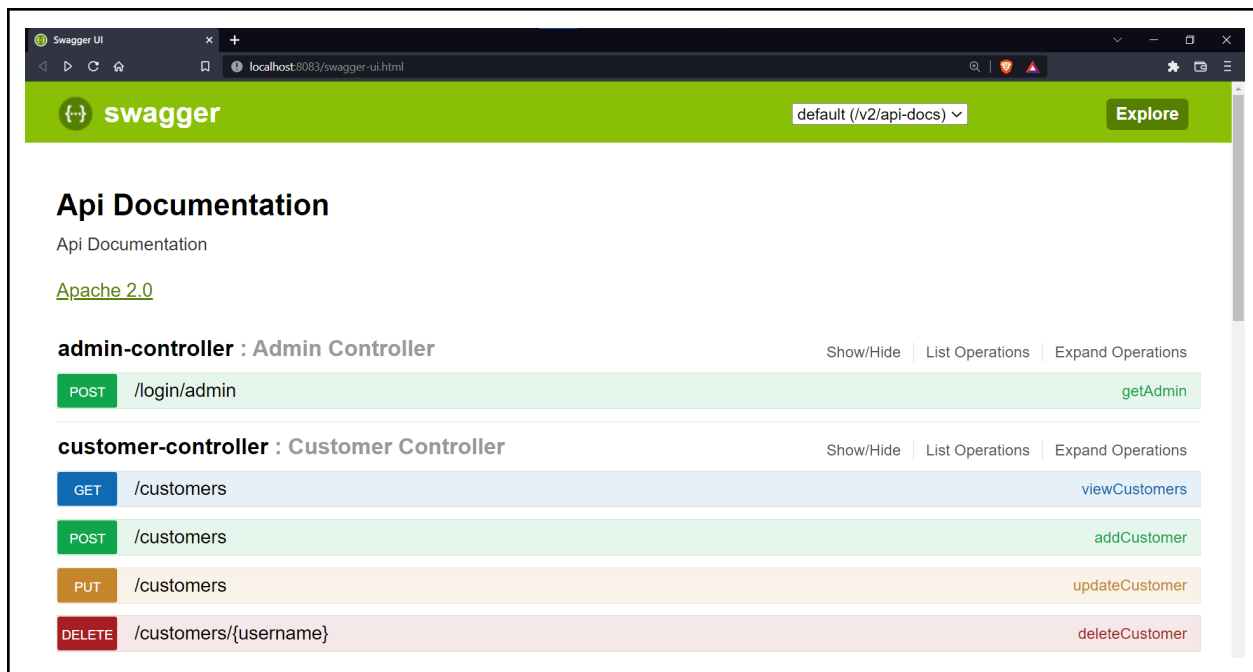 Swagger UI
localhost:8083/swagger-ui.html
{···} swagger default (/v2/api-docs) Explore
Api Documentation
Api Documentation
Apache 2.0
admin-controller : Admin Controller Show/Hide List Operations Expand Operations
POST /login/admin getAdmin
customer-controller : Customer Controller Show/Hide List Operations Expand Operations
GET /customers viewCustomers
POST /customers addCustomer
PUT /customers updateCustomer
DELETE /customers/{username} deleteCustomer